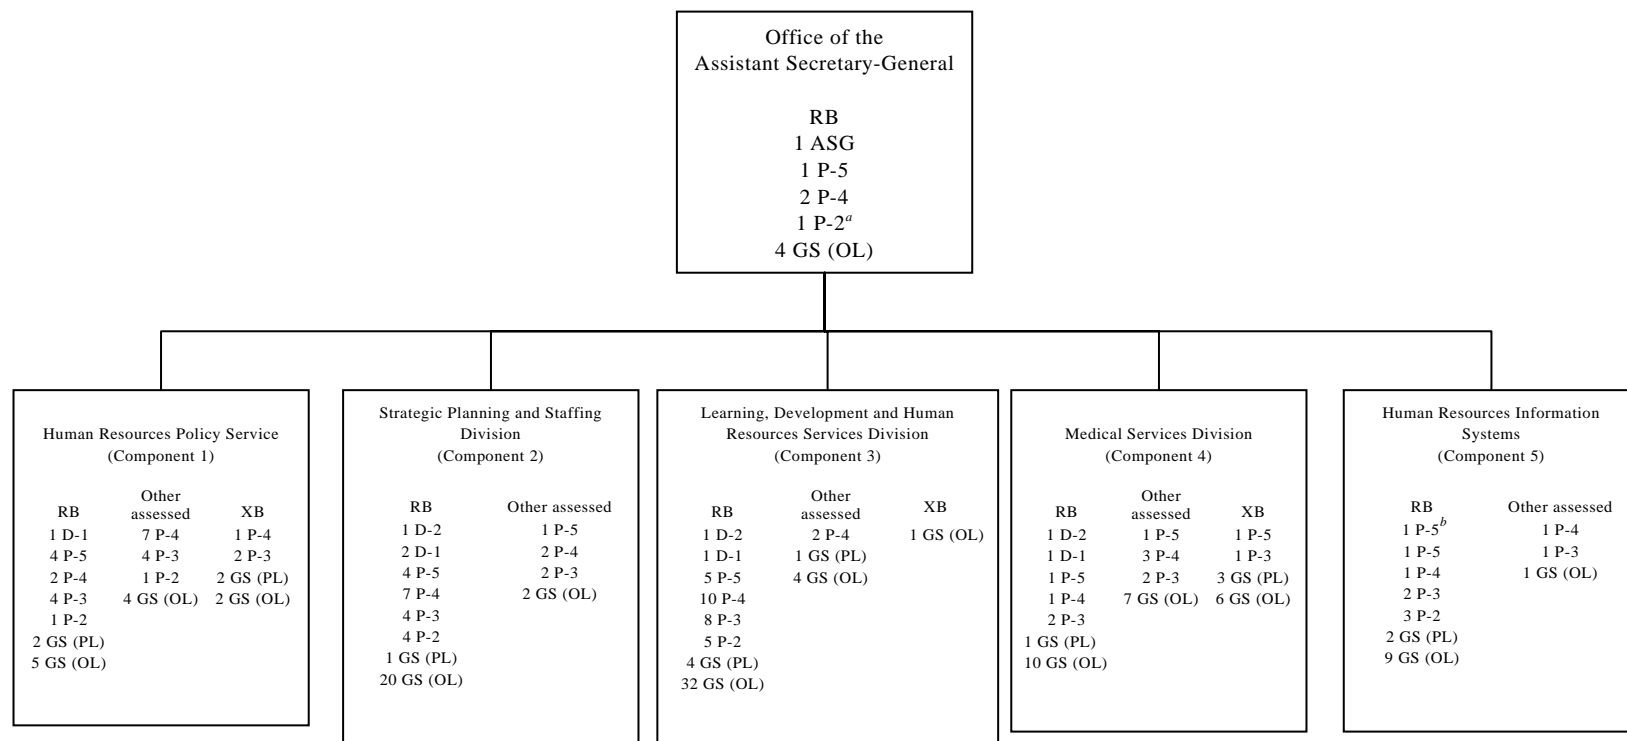 Office of the
Assistant Secretary-General
RB
1 ASG
1 P-5
2 P-4
1 P-2a
4 GS (OL)
Human Resources Policy Service
(Component 1)
RB
1 D-1
4 P-5
2 P-4
4 P-3
1 P-2
2 GS (PL)
5 GS (OL)
Other
assessed
7 P-4
4 P-3
1 P-2
4 GS (OL)
XB
1 P-4
2 P-3
2 GS (PL)
2 GS (OL)
Strategic Planning and Staffing
Division
(Component 2)
RB
1 D-2
2 D-1
4 P-5
7 P-4
4 P-3
4 P-2
1 GS (PL)
20 GS (OL)
Other assessed
1 P-5
2 P-4
2 P-3
2 GS (OL)
Learning, Development and Human
Resources Services Division
(Component 3)
RB
1 D-2
1 D-1
5 P-5
10 P-4
8 P-3
5 P-2
4 GS (PL)
32 GS (OL)
Other
assessed
2 P-4
1 GS (PL)
4 GS (OL)
XB
1 GS (OL)
Medical Services Division
(Component 4)
RB
1 D-2
1 D-1
1 P-5
1 P-4
2 P-3
1 GS (PL)
10 GS (OL)
Other
assessed
1 P-5
3 P-4
2 P-3
7 GS (OL)
XB
1 P-5
1 P-3
3 GS (PL)
6 GS (OL)
Human Resources Information
Systems
(Component 5)
RB
1 P-5b
1 P-5
1 P-4
2 P-3
3 P-2
2 GS (PL)
9 GS (OL)
Other assessed
1 P-4
1 P-3
1 GS (OL)